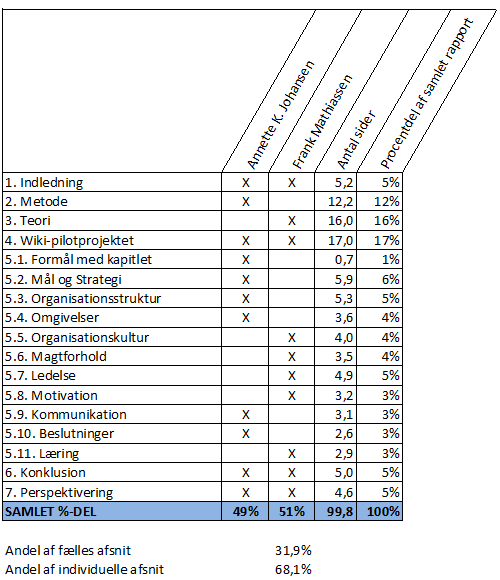 Annette K. Johansen
Frank Mathiassen
Antal sider
Procentdel af samlet rapport
1. Indledning X X 5,2 5%
2. Metode X 12,2 12%
3. Teori X 16,0 16%
4. Wiki-pilotprojektet X X 17,0 17%
5.1. Formål med kapitlet X 0,7 1%
5.2. Mål og Strategi X 5,9 6%
5.3. Organisationsstruktur X 5,3 5%
5.4. Omgivelser X 3,6 4%
5.5. Organisationskultur X 4,0 4%
5.6. Magtforhold X 3,5 4%
5.7. Ledelse X 4,9 5%
5.8. Motivation X 3,2 3%
5.9. Kommunikation X 3,1 3%
5.10. Beslutninger X 2,6 3%
5.11. Læring X 2,9 3%
6. Konklusion X X 5,0 5%
7. Perspektivering X X 4,6 5%
SAMLET %-DEL 49% 51% 99,8 100%
Andel af fælles afsnit 31,9%
Andel af individuelle afsnit 68,1%